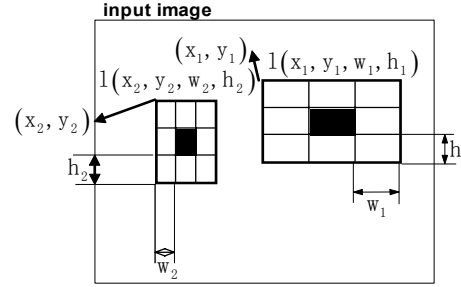 input image
(x₁, y₁)
l(x₁, y₁, w₁, h₁)
l(x₂, y₂, w₂, h₂)
(x₂, y₂)
h
h₂
w₁
w₂